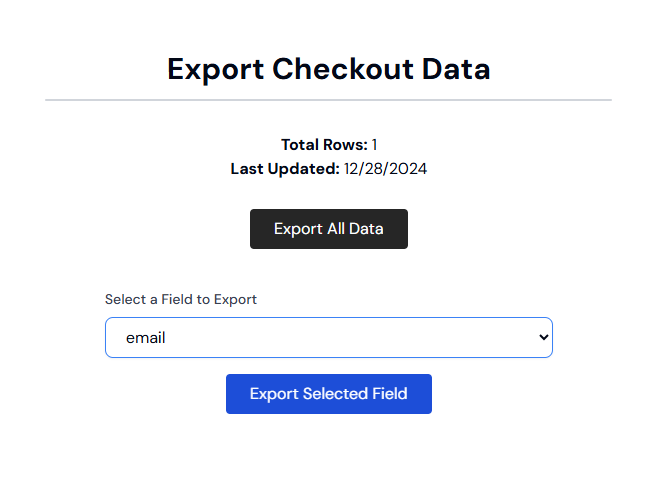 Export Checkout Data
Total Rows: 1
Last Updated: 12/28/2024
Export All Data
Select a Field to Export
email
Export Selected Field